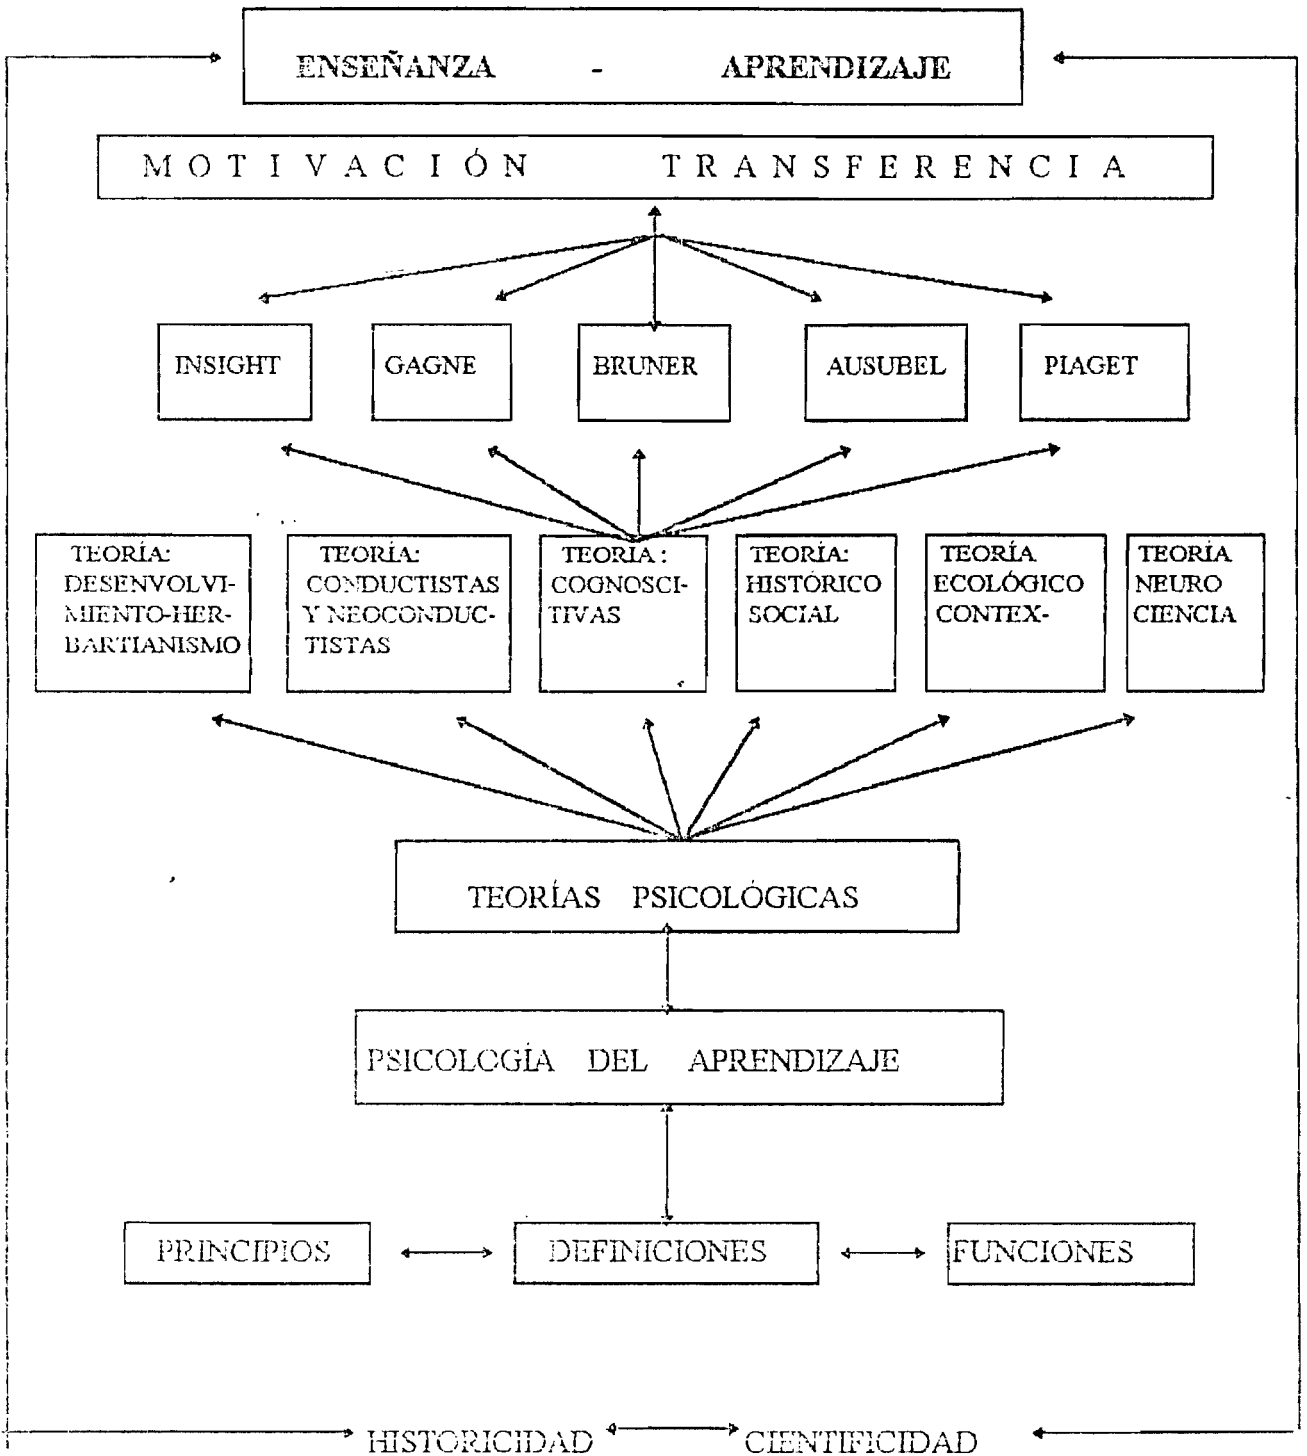 ENSEÑANZA - APRENDIZAJE
MOTIVACIÓN TRANSFERENCIA
INSIGHT
GAGNE
BRUNER
AUSUBEL
PIAGET
TEORÍA:
DESENVOLVI-
MIENTO-HER-
BARTIANISMO
TEORÍA:
CONDUCTISTAS
Y NEOCONDUC-
TISTAS
TEORÍA :
COGNOSCI-
TIVAS
TEORÍA:
HISTÓRICO
SOCIAL
TEORÍA
ECOLÓGICO
CONTEX-
TEORÍA
NEURO
CIENCIA
TEORÍAS PSICOLÓGICAS
PSICOLOGÍA DEL APRENDIZAJE
PRINCIPIOS
DEFINICIONES
FUNCIONES
HISTORICIDAD
CIENTIFICIDAD